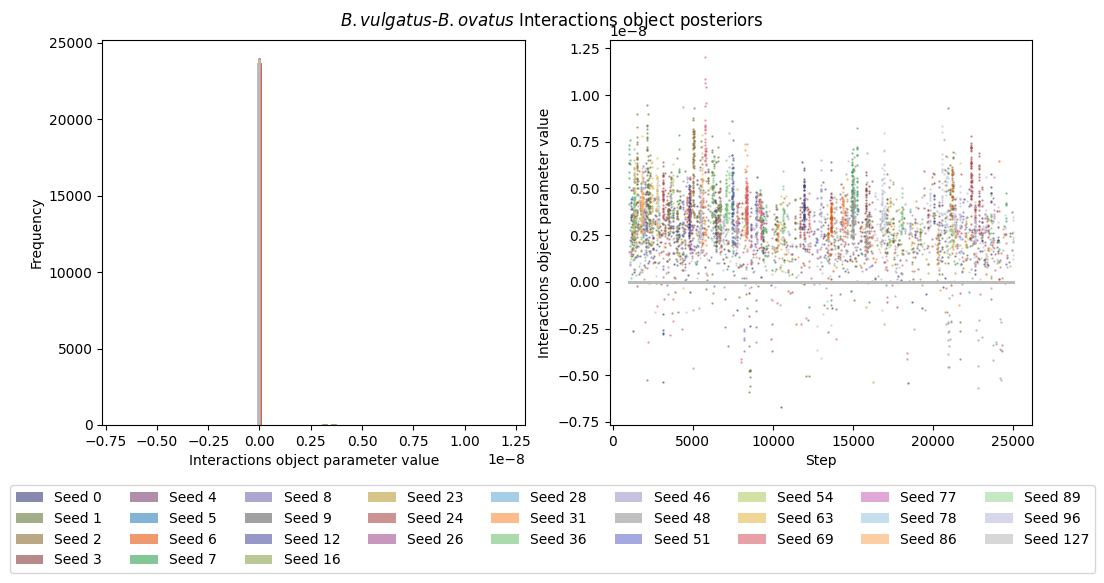 B.vulgatus-B.ovatus Interactions object posteriors
25000
20000
15000
10000
5000
0
Frequency
−0.75 −0.50 −0.25 0.00 0.25 0.50 0.75 1.00 1.25
1e−8
Interactions object parameter value
1e−8
1.25
1.00
0.75
0.50
0.25
0.00
−0.25
−0.50
−0.75
Interactions object parameter value
0 5000 10000 15000 20000 25000
Step
Seed 0 Seed 4 Seed 8 Seed 23 Seed 28 Seed 46 Seed 54 Seed 77 Seed 89
Seed 1 Seed 5 Seed 9 Seed 24 Seed 31 Seed 48 Seed 63 Seed 78 Seed 96
Seed 2 Seed 6 Seed 12 Seed 26 Seed 36 Seed 51 Seed 69 Seed 86 Seed 127
Seed 3 Seed 7 Seed 16